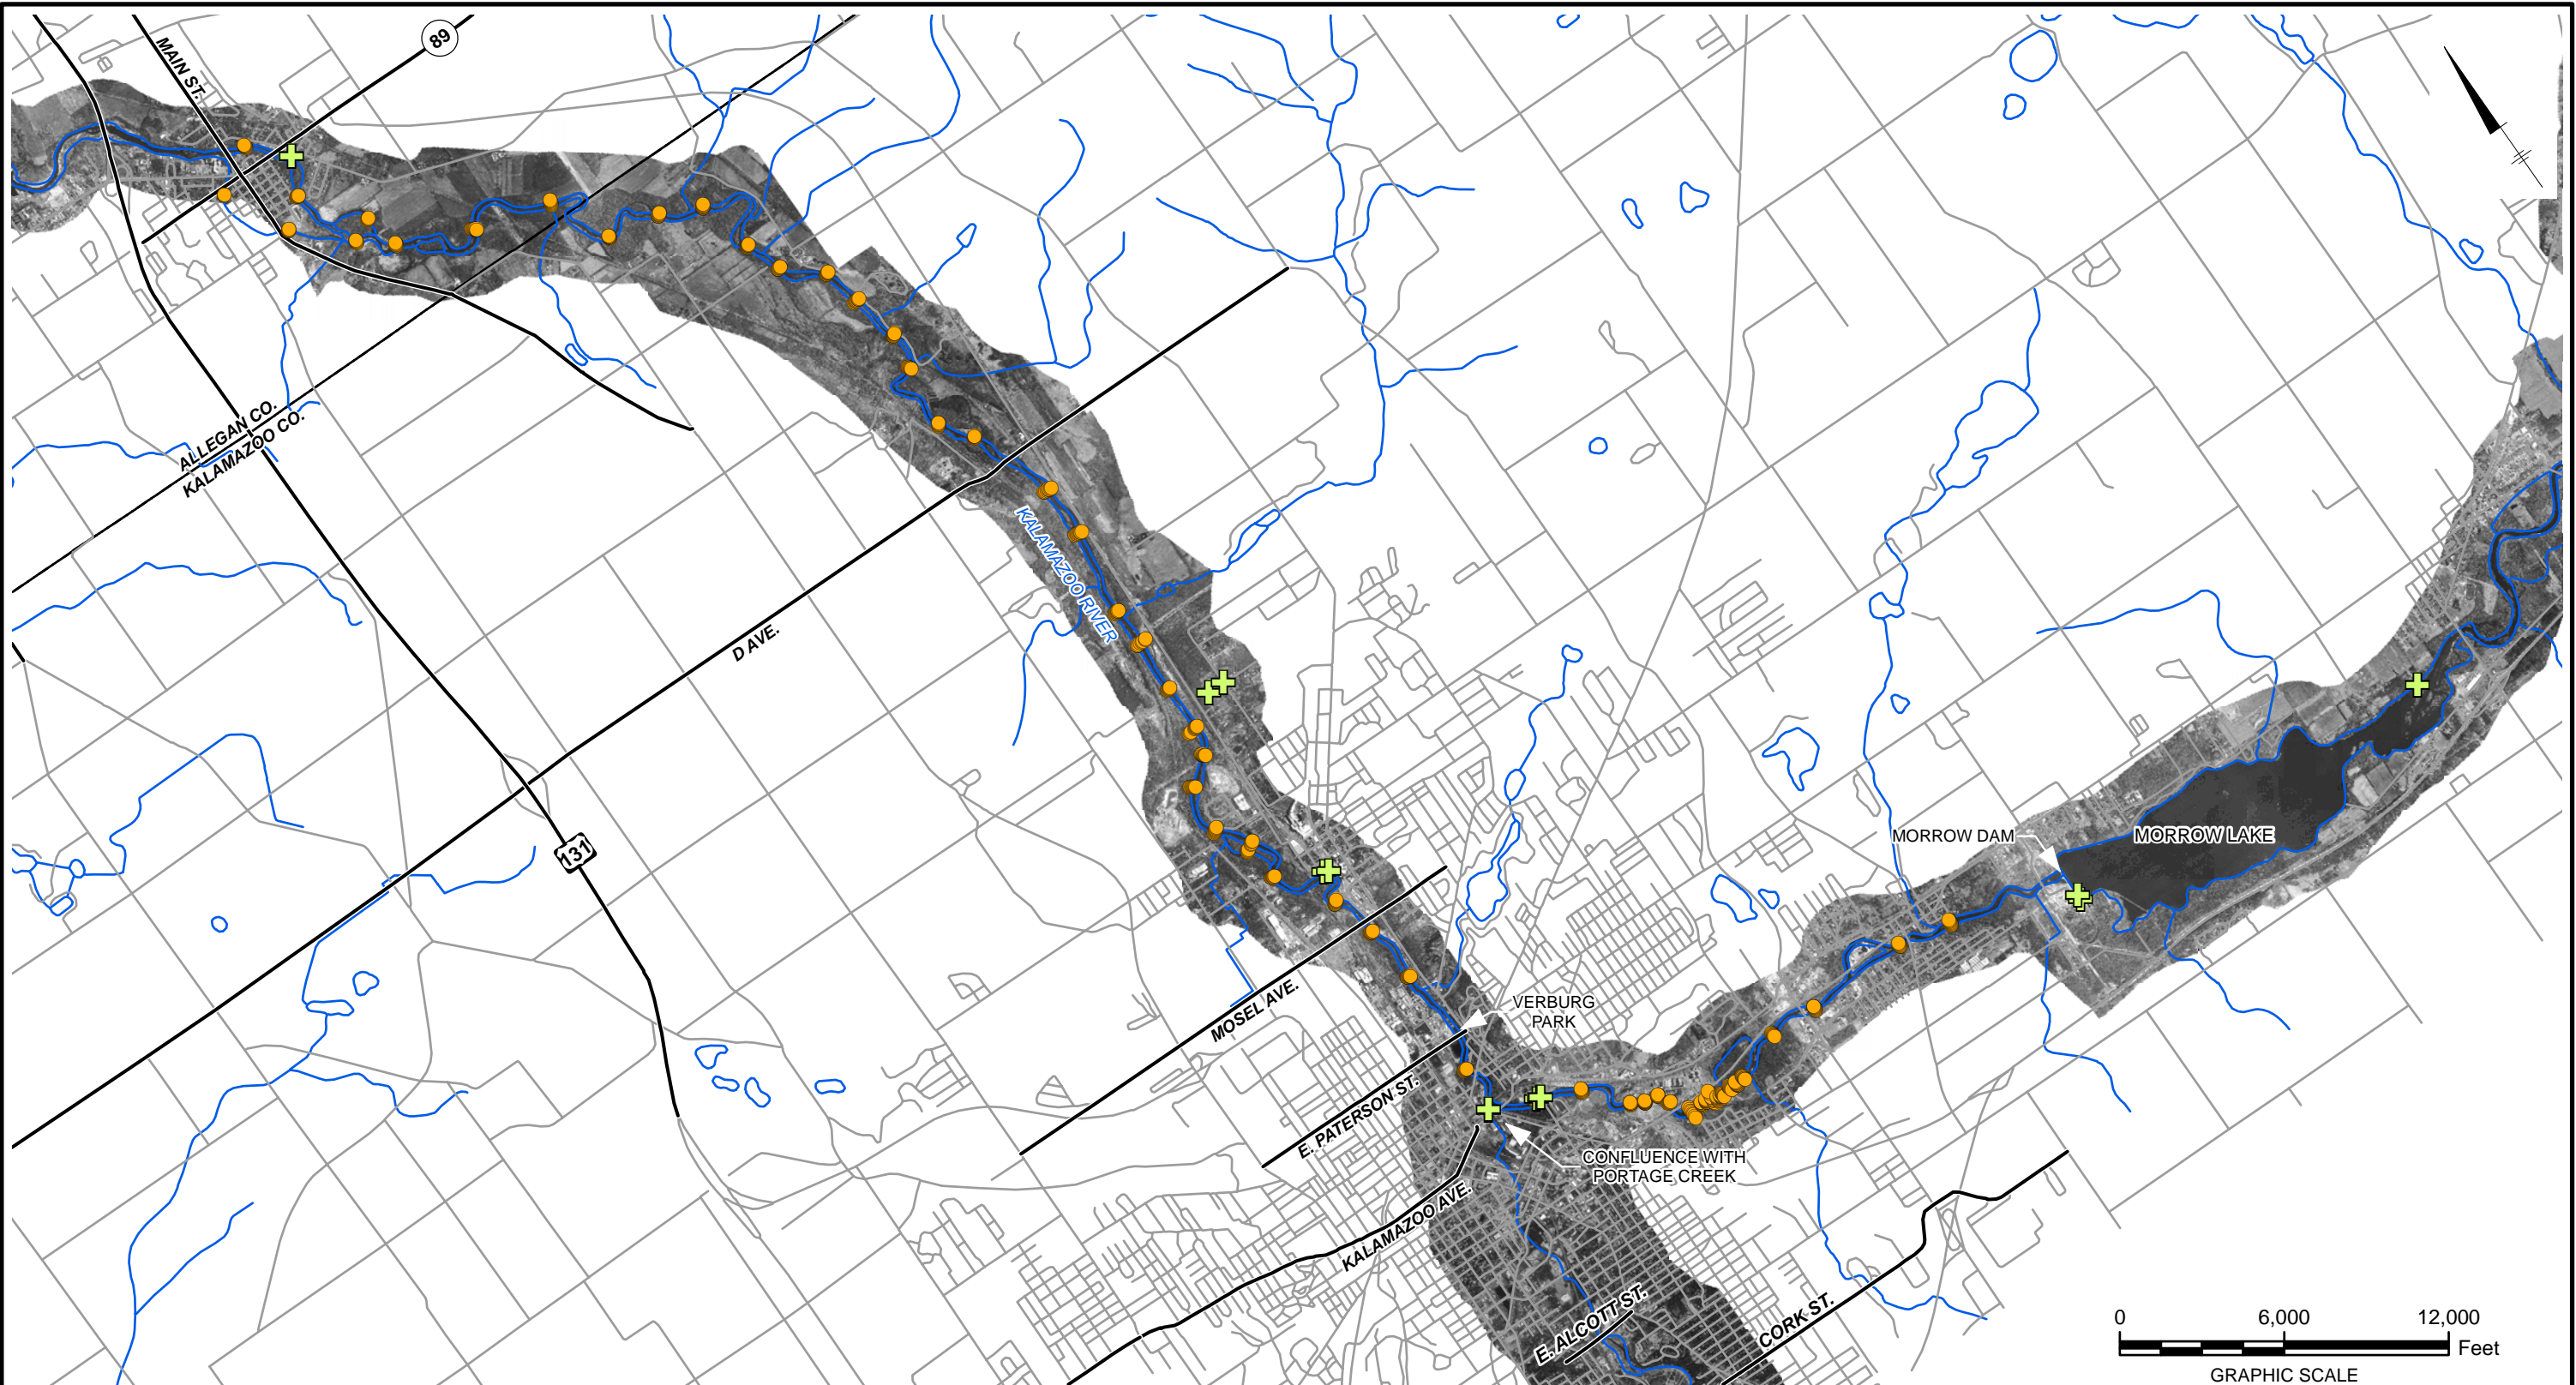 89
MAIN ST.
ALLEGAN CO.
KALAMAZOO CO.
KALAMAZOO RIVER
D AVE.
131
MORROW DAM
MORROW LAKE
MOSEL AVE.
VERBURG
PARK
E. PATERSON ST.
CONFLUENCE WITH
PORTAGE CREEK
KALAMAZOO AVE.
E. ALCOTT ST.
CORK ST.
0 6,000 12,000
Feet
GRAPHIC SCALE